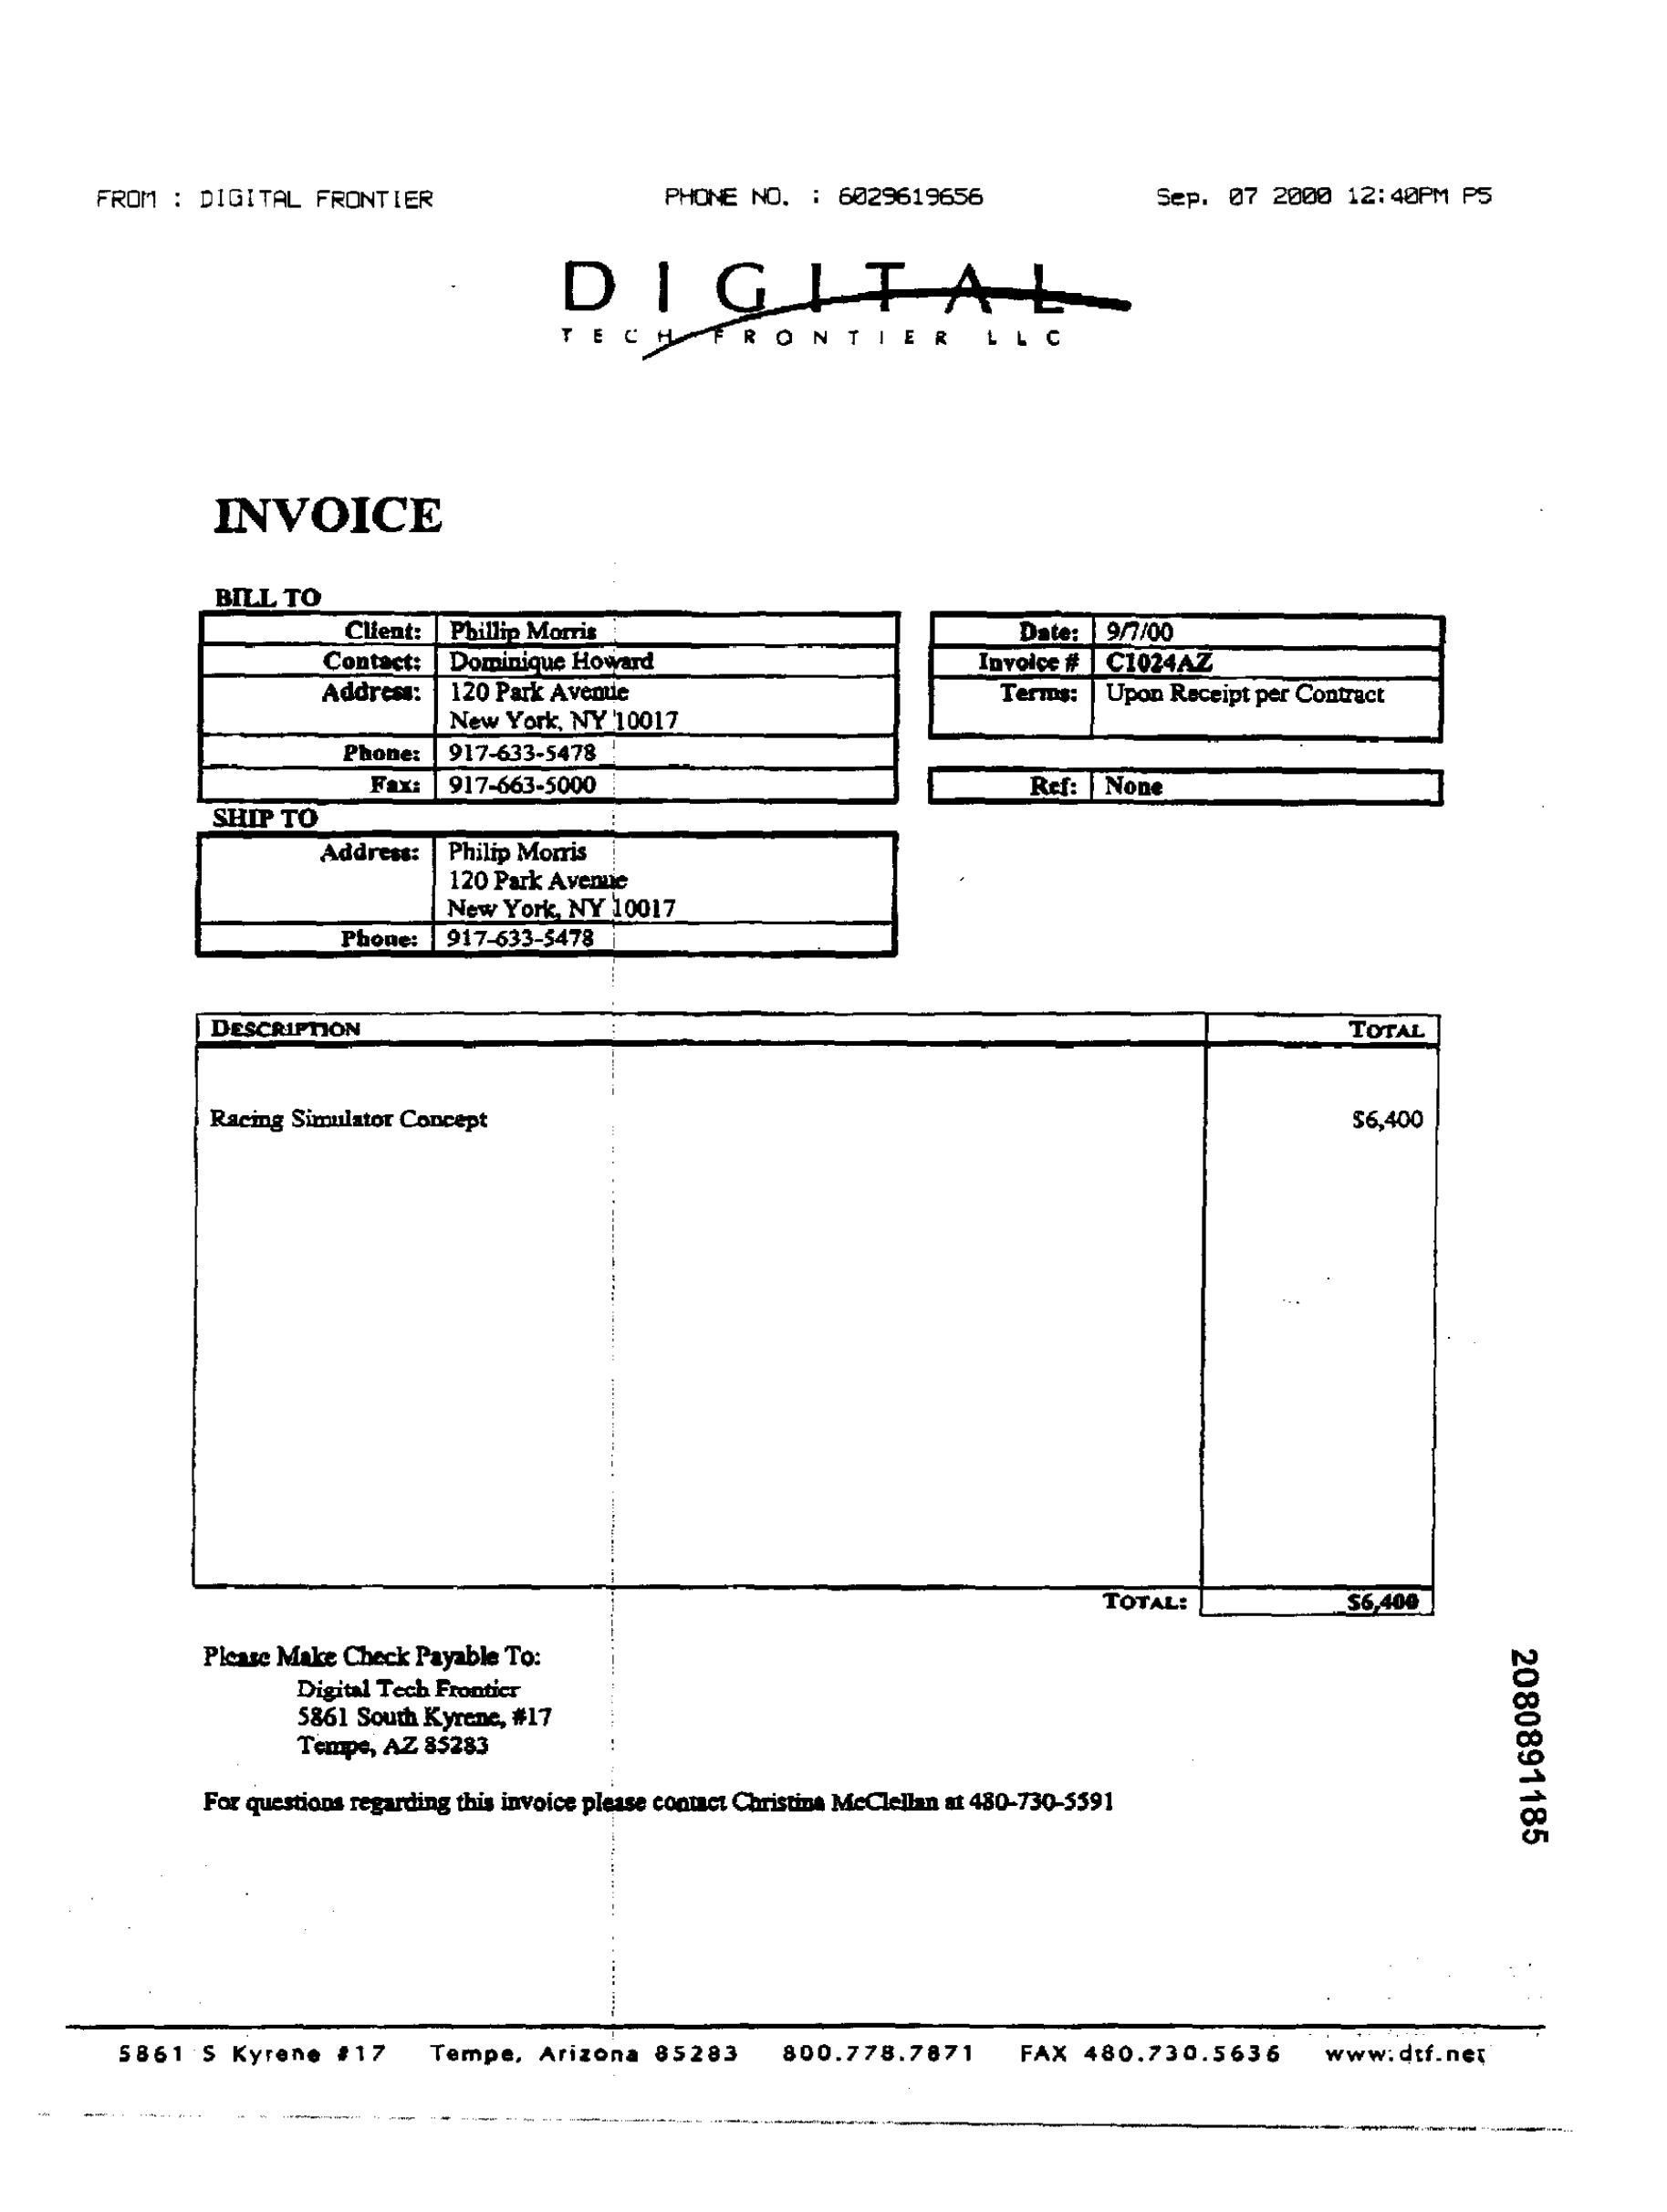 FROM : DIGITAL FRONTIER PHONE NO. : 6029619656 Sep. 07 2000 12:40PM P5
DIGITAL
TECH FRONTIER LLC
INVOICE
BILL TO
Client: Phillip Morris
Contact: Dominique Howard
Address: 120 Park Avenue
New York, NY 10017
Phone: 917-633-5478
Fax: 917-663-5000
Date: 9/7/00
Invoice # C1024AZ
Terms: Upon Receipt per Contract
Ref: None
SHIP TO
Address: Philip Morris
120 Park Avenue
New York, NY 10017
Phone: 917-633-5478
DESCRIPTION TOTAL
Racing Simulator Concept $6,400
TOTAL: $6,400
Please Make Check Payable To:
Digital Tech Frontier
5861 South Kyrene, #17
Tempe, AZ 85283
For questions regarding this invoice please contact Christina McClellan at 480-730-5591
2080891185
5861 S Kyrene #17 Tempe, Arizona 85283 800.778.7871 FAX 480.730.5636 www.dtf.net